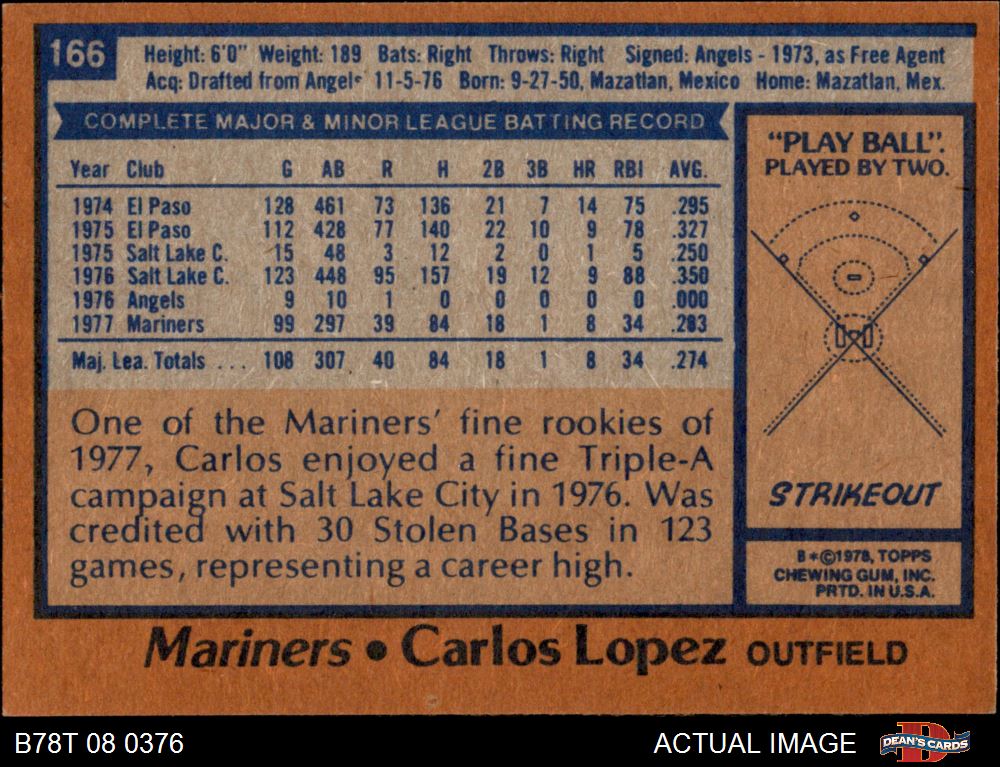 166
Height: 6'0" Weight: 189 Bats: Right Throws: Right Signed: Angels - 1973, as Free Agent
Acq: Drafted from Angels 11-5-76 Born: 9-27-50, Mazatlan, Mexico Home: Mazatlan, Mex.
COMPLETE MAJOR & MINOR LEAGUE BATTING RECORD
Year Club G AB R H 2B 3B HR RBI AVG.
1974 El Paso 128 461 73 136 21 7 14 75 .295
1975 El Paso 112 428 77 140 22 10 9 78 .327
1975 Salt Lake C. 15 48 3 12 2 0 1 5 .250
1976 Salt Lake C. 123 448 95 157 19 12 9 88 .350
1976 Angels 9 10 1 0 0 0 0 0 .000
1977 Mariners 99 297 39 84 18 1 8 34 .283
Maj. Lea. Totals ... 108 307 40 84 18 1 8 34 .274
One of the Mariners' fine rookies of
1977, Carlos enjoyed a fine Triple-A
campaign at Salt Lake City in 1976. Was
credited with 30 Stolen Bases in 123
games, representing a career high.
"PLAY BALL".
PLAYED BY TWO.
STRIKEOUT
B*©1978, TOPPS
CHEWING GUM, INC.
PRTD. IN U.S.A.
Mariners • Carlos Lopez OUTFIELD
B78T 08 0376 ACTUAL IMAGE DEAN'S CARDS